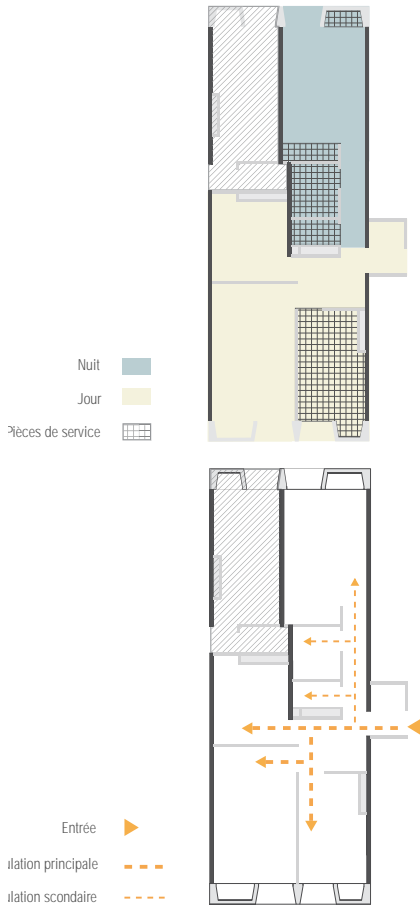 Nuit
Jour
Pièces de service
Entrée
ulation principale
ulation scondaire